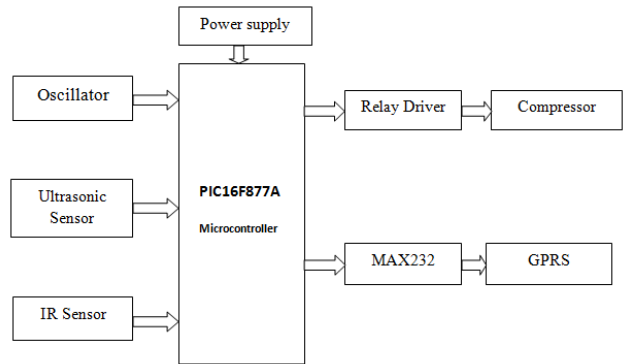 Power supply
Oscillator
Relay Driver
Compressor
Ultrasonic
Sensor
PIC16F877A
Microcontroller
MAX232
GPRS
IR Sensor